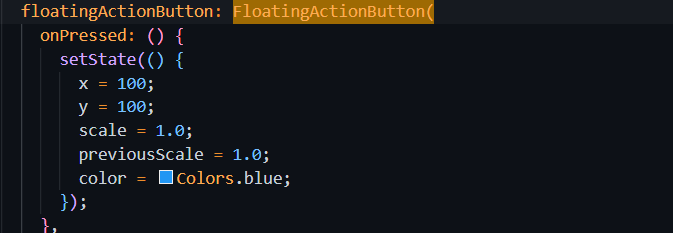 floatingActionButton: FloatingActionButton(
onPressed: () {
setState(() {
x = 100;
y = 100;
scale = 1.0;
previousScale = 1.0;
color = Colors.blue;
});
},